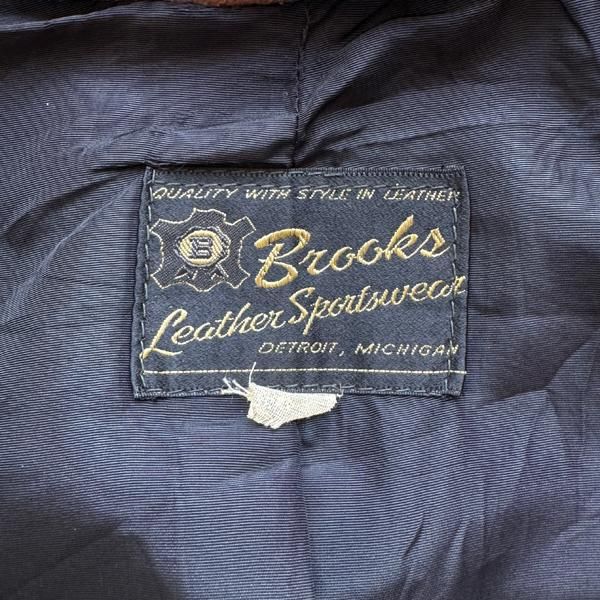 QUALITY WITH STYLE IN LEATHER
B
Brooks
Leather Sportswear
DETROIT, MICHIGAN